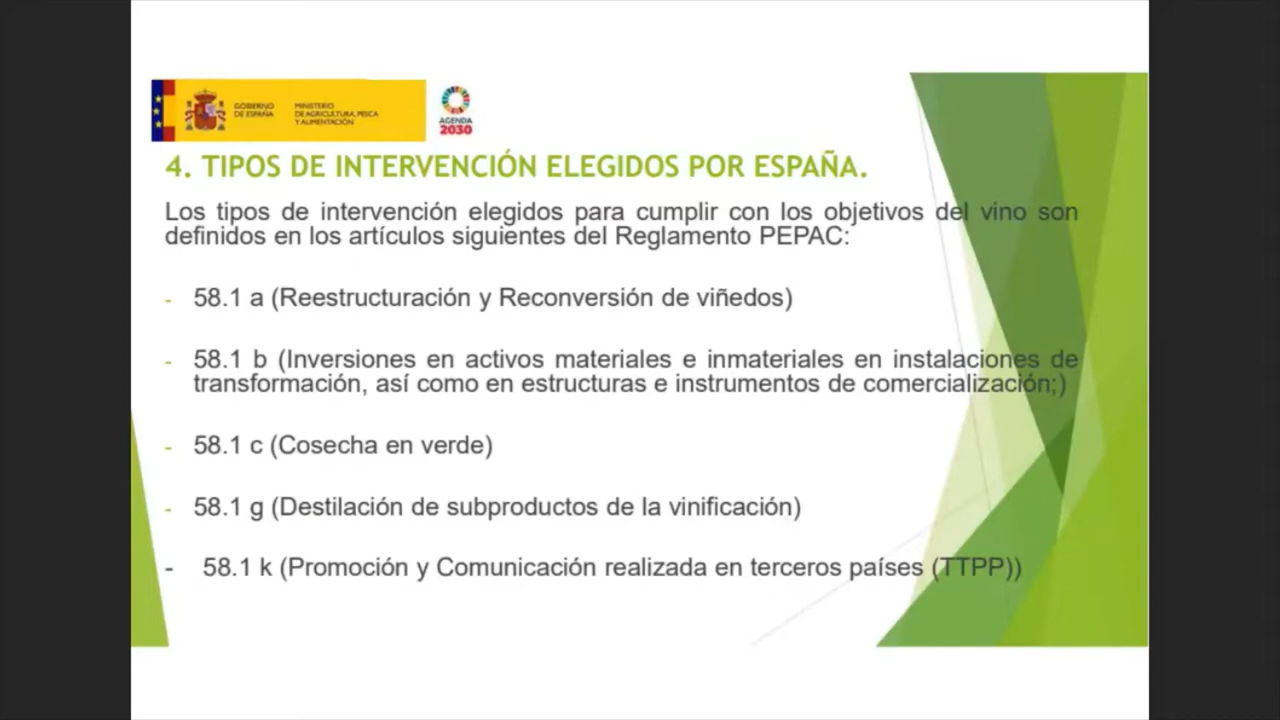 GOBIERNO
DE ESPAÑA
MINISTERIO
DE AGRICULTURA, PESCA
Y ALIMENTACIÓN
AGENDA
2030
4. TIPOS DE INTERVENCIÓN ELEGIDOS POR ESPAÑA.
Los tipos de intervención elegidos para cumplir con los objetivos del vino son
definidos en los artículos siguientes del Reglamento PEPAC:
- 58.1 a (Reestructuración y Reconversión de viñedos)
- 58.1 b (Inversiones en activos materiales e inmateriales en instalaciones de
transformación, así como en estructuras e instrumentos de comercialización;)
- 58.1 c (Cosecha en verde)
- 58.1 g (Destilación de subproductos de la vinificación)
- 58.1 k (Promoción y Comunicación realizada en terceros países (TTPP))